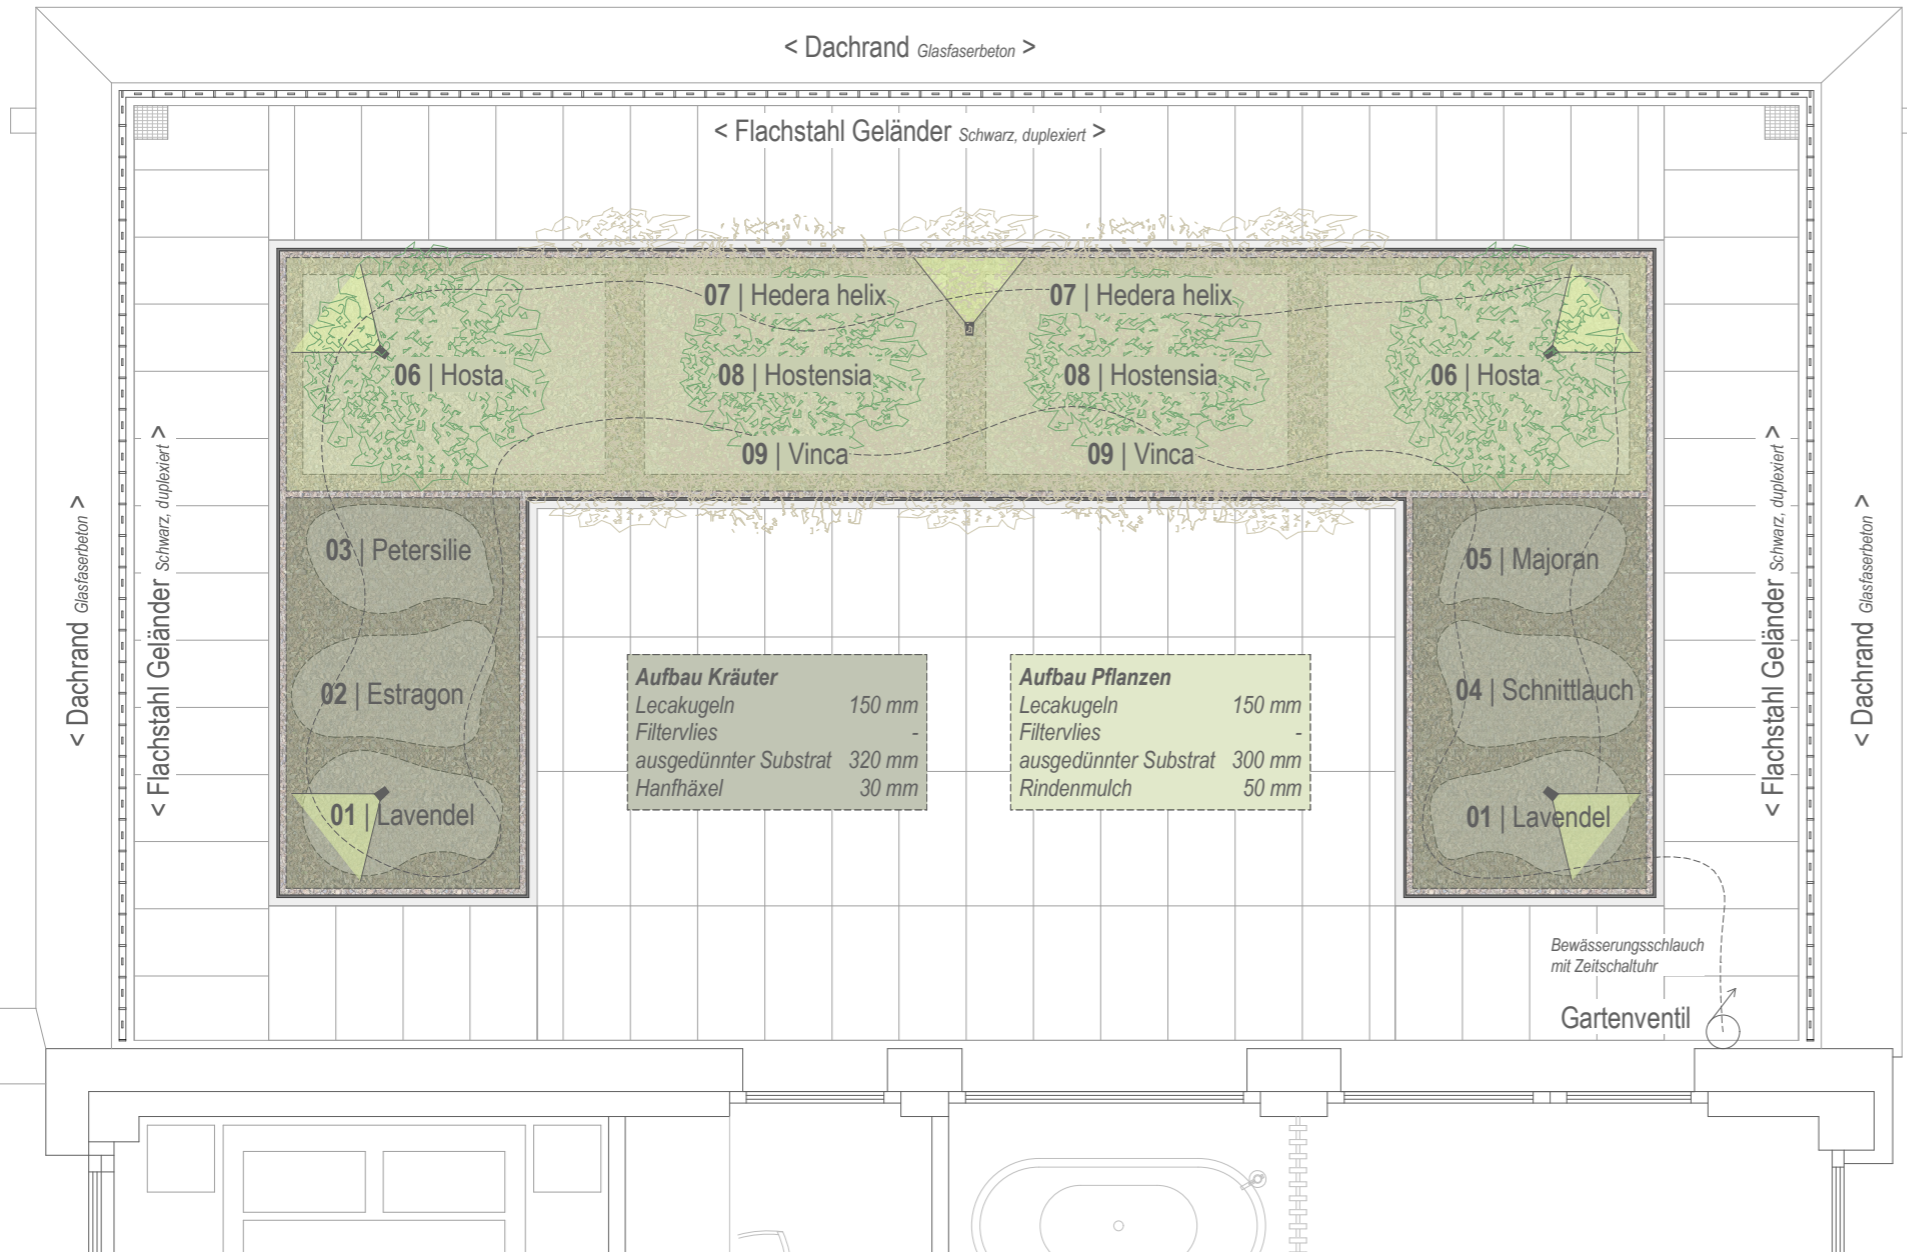 < Dachrand Glasfaserbeton >
< Flachstahl Geländer Schwarz, duplexiert >
07 | Hedera helix
07 | Hedera helix
06 | Hosta
08 | Hostensia
08 | Hostensia
06 | Hosta
09 | Vinca
09 | Vinca
< Dachrand Glasfaserbeton >
< Flachstahl Geländer Schwarz, duplexiert >
03 | Petersilie
02 | Estragon
01 | Lavendel
Aufbau Kräuter
Lecakugeln 150 mm
Filtervlies -
ausgedünnter Substrat 320 mm
Hanfhäxel 30 mm
Aufbau Pflanzen
Lecakugeln 150 mm
Filtervlies -
ausgedünnter Substrat 300 mm
Rindenmulch 50 mm
05 | Majoran
04 | Schnittlauch
01 | Lavendel
< Flachstahl Geländer Schwarz, duplexiert >
< Dachrand Glasfaserbeton >
Bewässerungsschlauch
mit Zeitschaltuhr
Gartenventil